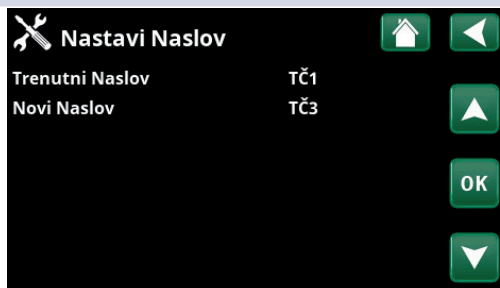 Nastavi Naslov
Trenutni Naslov TČ1
Novi Naslov TČ3
OK